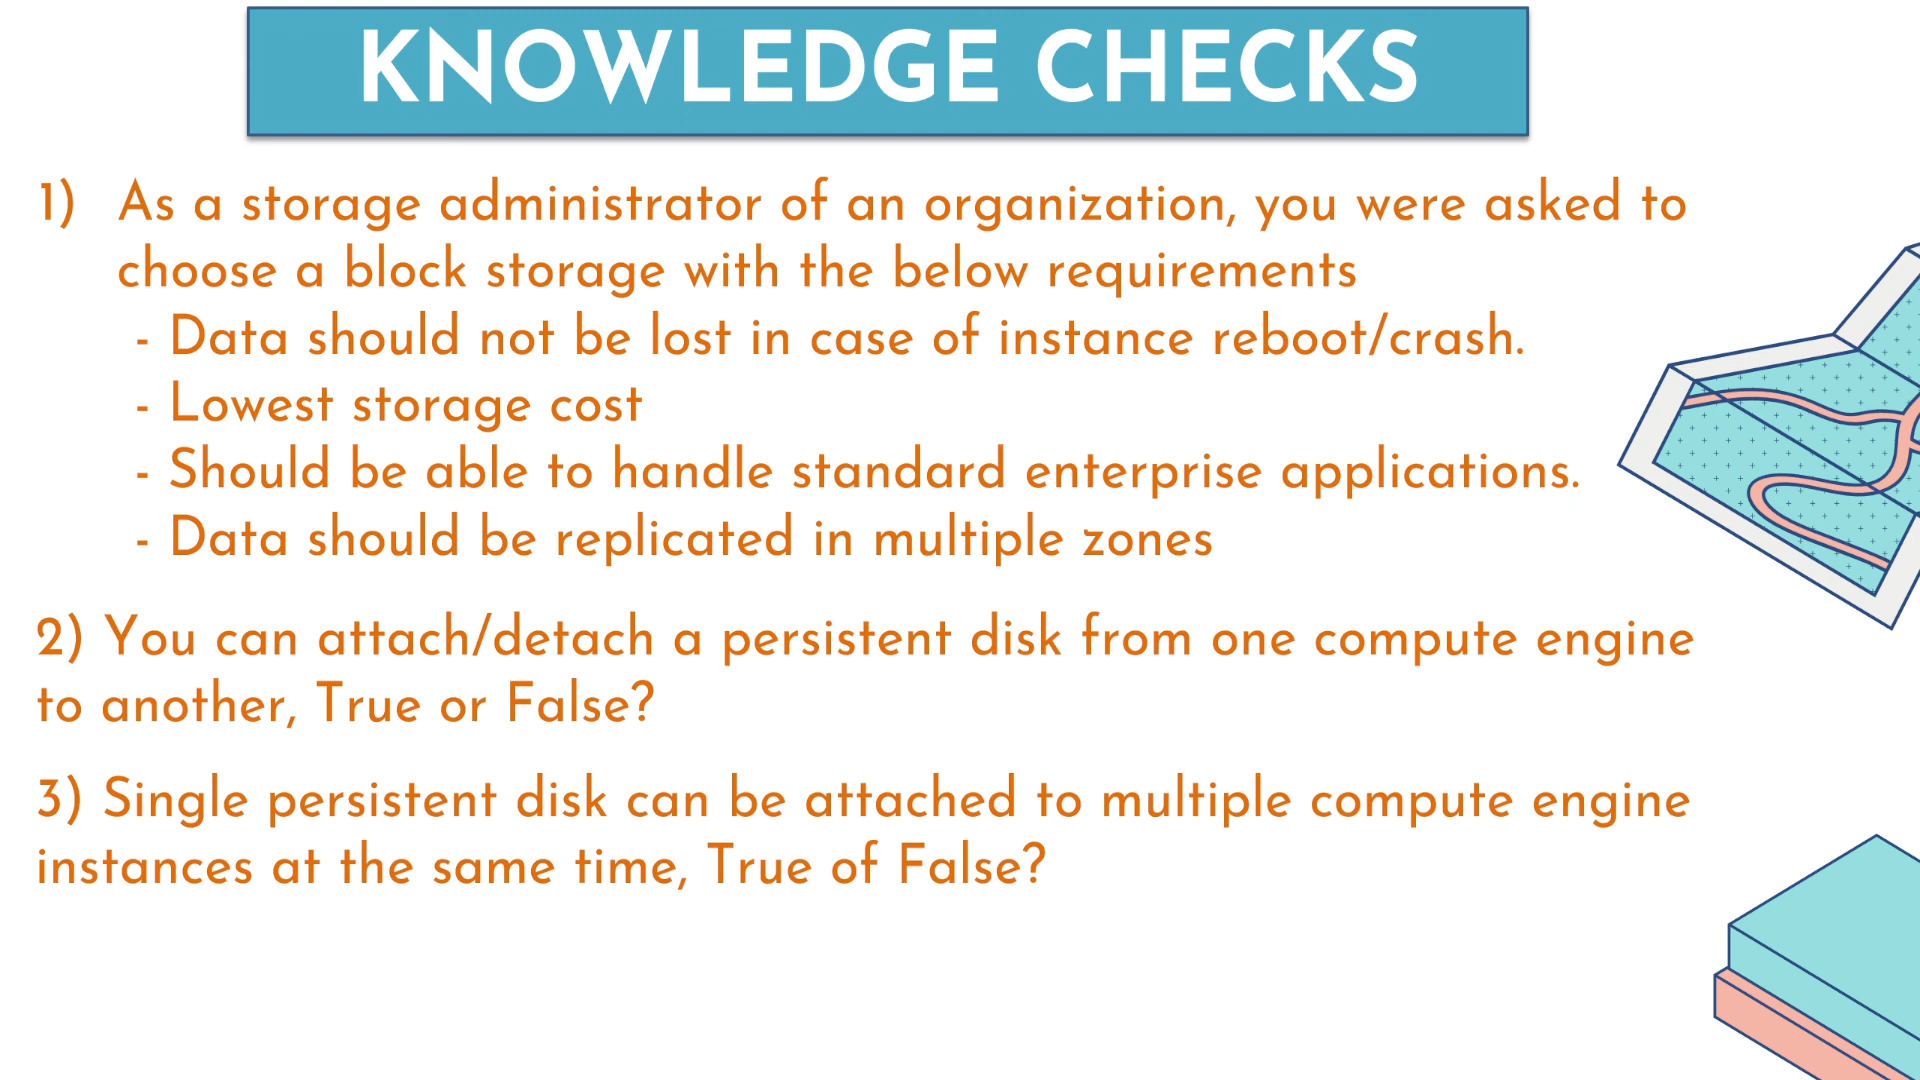 KNOWLEDGE CHECKS
1) As a storage administrator of an organization, you were asked to
choose a block storage with the below requirements
- Data should not be lost in case of instance reboot/crash.
- Lowest storage cost
- Should be able to handle standard enterprise applications.
- Data should be replicated in multiple zones
2) You can attach/detach a persistent disk from one compute engine
to another, True or False?
3) Single persistent disk can be attached to multiple compute engine
instances at the same time, True of False?